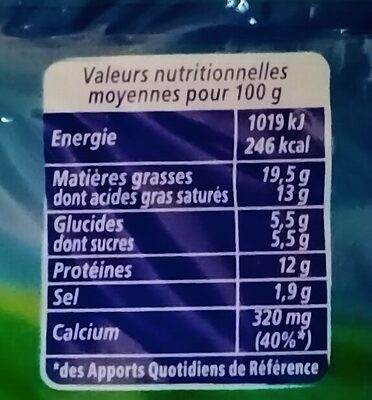 Valeurs nutritionnelles
moyennes pour 100 g
Energie 1019 kJ
246 kcal
Matières grasses 19,5 g
dont acides gras saturés 13 g
Glucides 5,5 g
dont sucres 5,5 g
Protéines 12 g
Sel 1,9 g
Calcium 320 mg
(40%*)
*des Apports Quotidiens de Référence